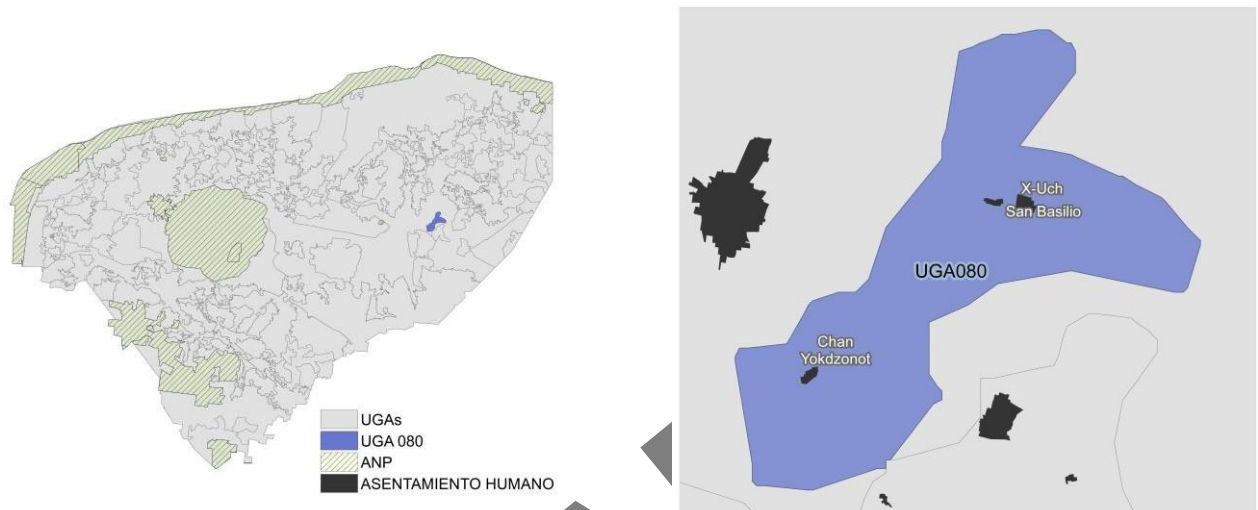 UGAs
UGA 080
ANP
ASENTAMIENTO HUMANO
X-Uch
San Basilio
UGA080
Chan
Yokdzonot